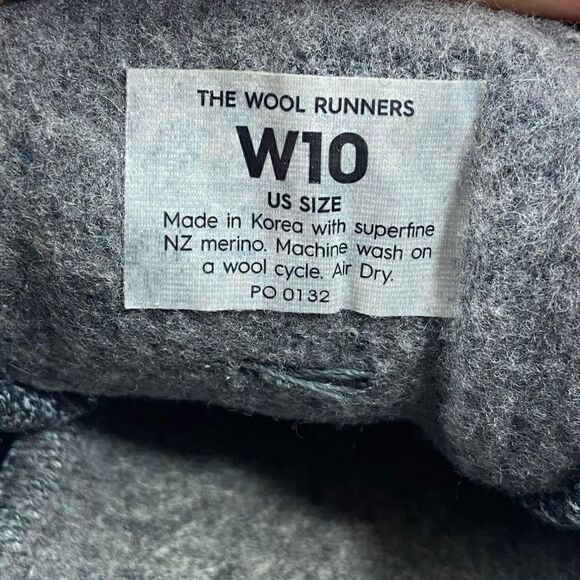 THE WOOL RUNNERS
W10
US SIZE
Made in Korea with superfine
NZ merino. Machine wash on
a wool cycle. Air Dry.
PO 0132